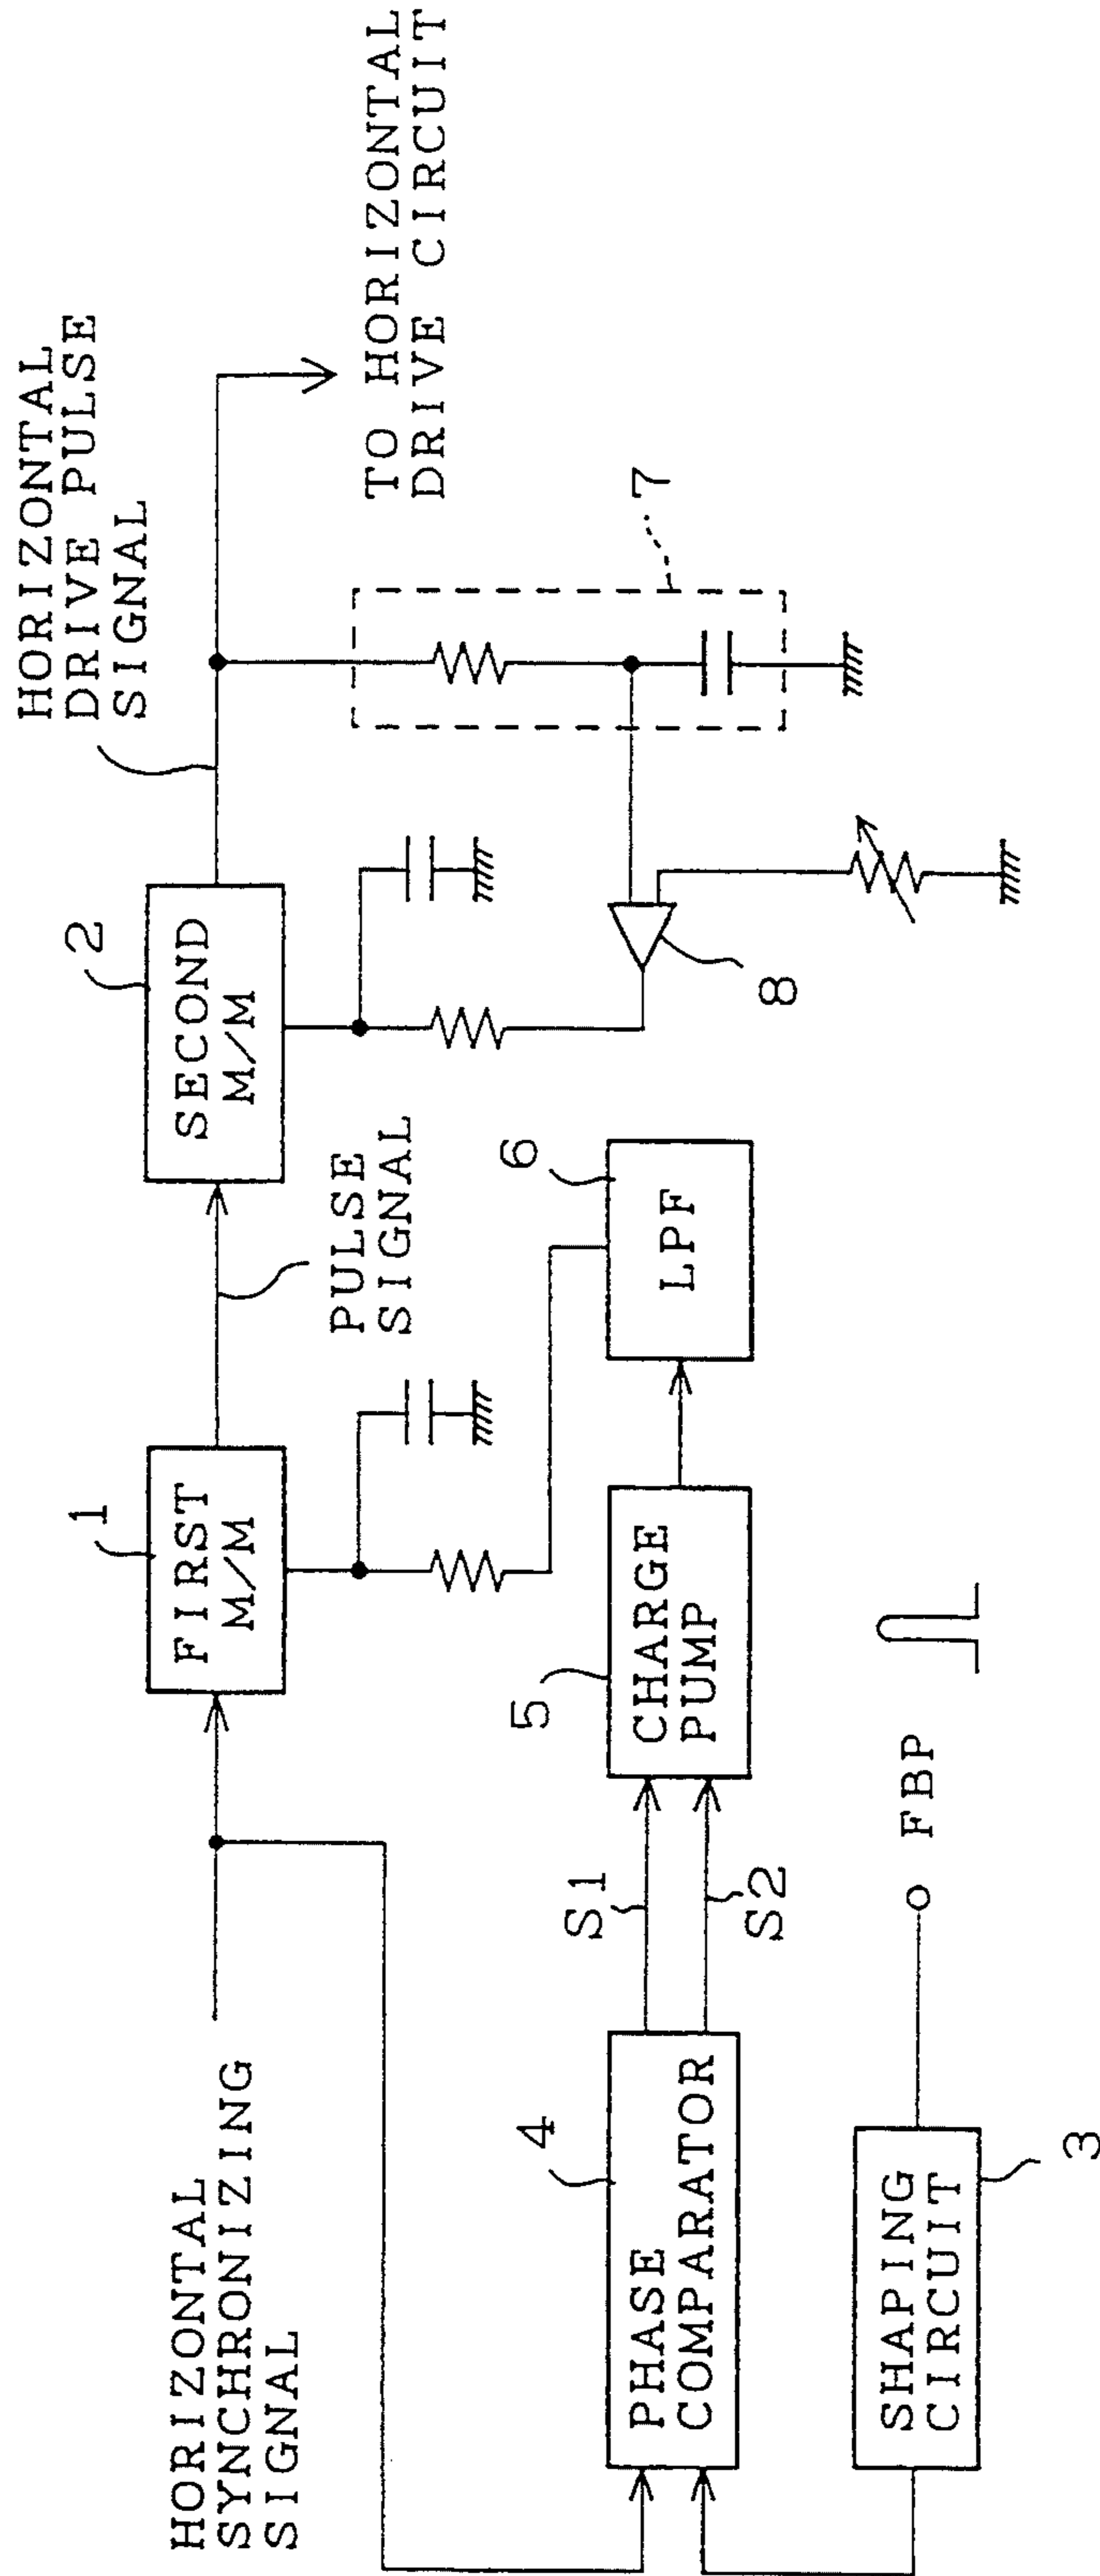 HORIZONTAL
SYNCHRONIZING
SIGNAL
1
FIRST
M/M
PULSE
SIGNAL
2
SECOND
M/M
HORIZONTAL
DRIVE PULSE
SIGNAL
TO HORIZONTAL
DRIVE CIRCUIT
4
PHASE
COMPARATOR
S1
S2
5
CHARGE
PUMP
6
LPF
8
7
SHAPING
CIRCUIT
3
FBP